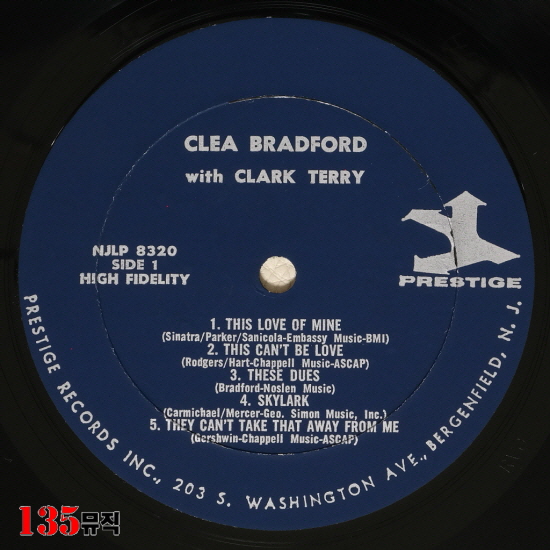 CLEA BRADFORD
with CLARK TERRY
NJLP 8320
SIDE 1
HIGH FIDELITY
PRESTIGE
1. THIS LOVE OF MINE
(Sinatra/Parker/Sanicola-Embassy Music-BMI)
2. THIS CAN'T BE LOVE
(Rodgers/Hart-Chappell Music-ASCAP)
3. THESE DUES
(Bradford-Noslen Music)
4. SKYLARK
(Carmichael/Mercer-Geo. Simon Music, Inc.)
5. THEY CAN'T TAKE THAT AWAY FROM ME
(Gershwin-Chappell Music-ASCAP)
PRESTIGE RECORDS INC., 203 S. WASHINGTON AVE., BERGENFIELD, N. J.
135뮤직